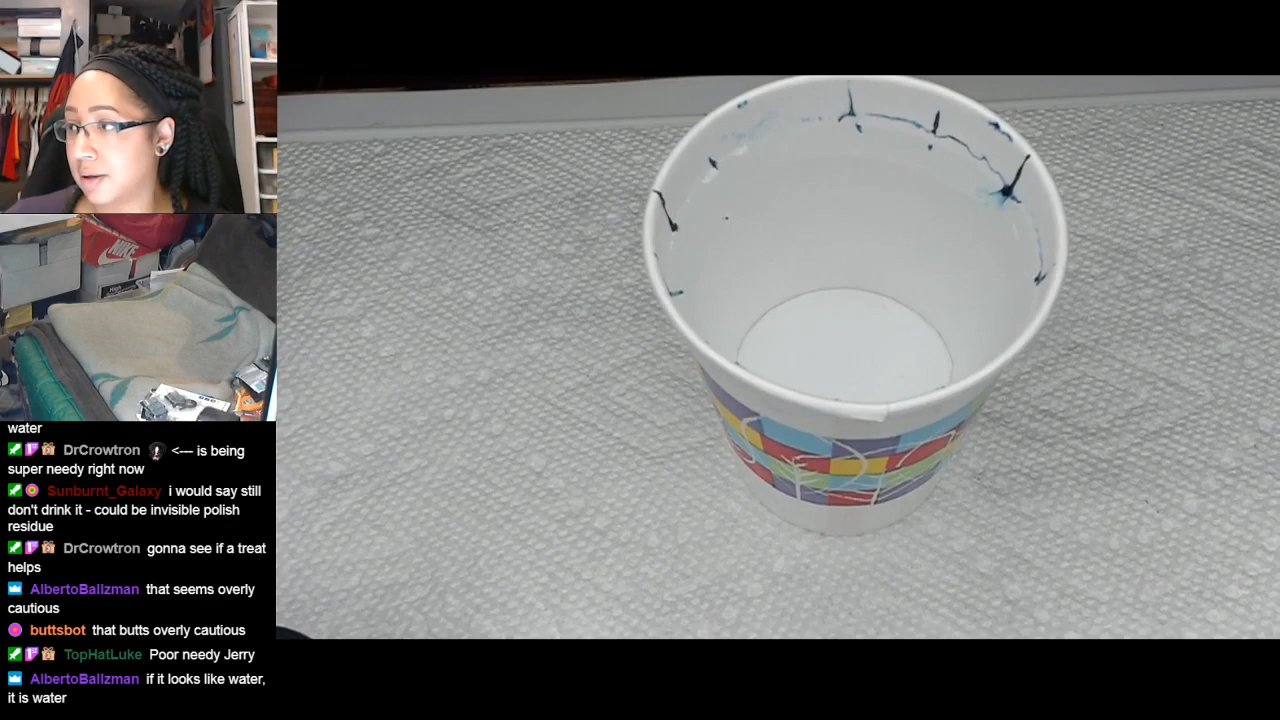 NIKE
water
DrCrowtron <--- is being
super needy right now
Sunburnt_Galaxy i would say still
don't drink it - could be invisible polish
residue
DrCrowtron gonna see if a treat
helps
AlbertoBallzman that seems overly
cautious
buttsbot that butts overly cautious
TopHatLuke Poor needy Jerry
AlbertoBallzman if it looks like water,
it is water